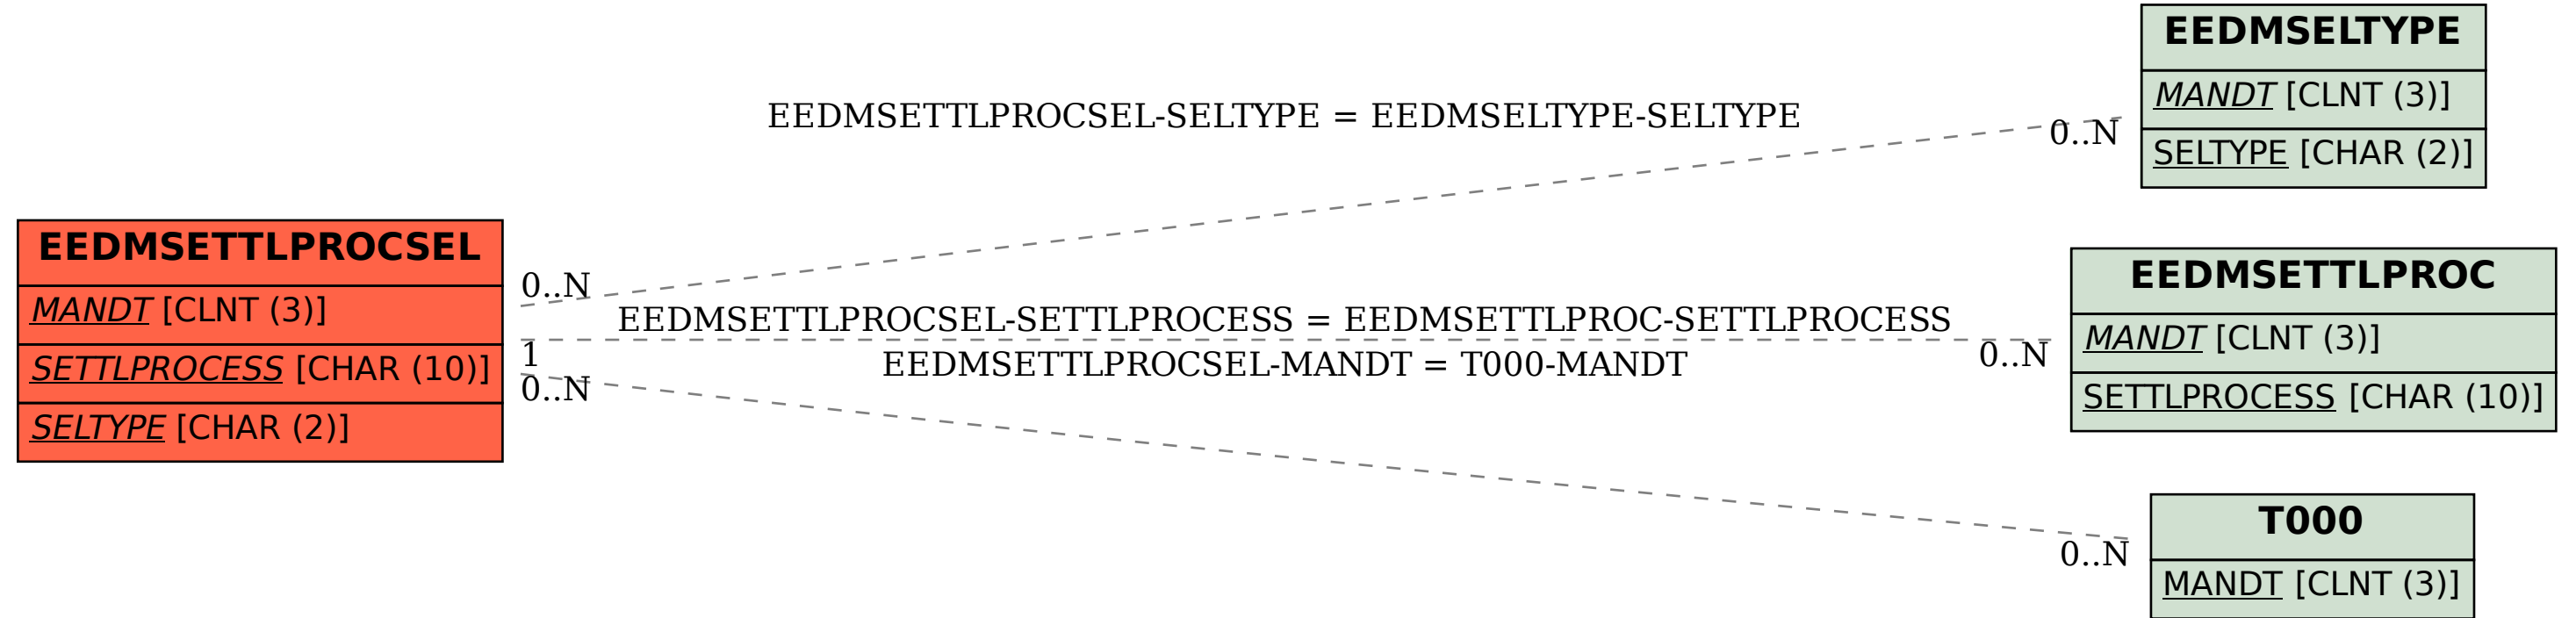 EEDMSELTYPE
MANDT [CLNT (3)]
SELTYPE [CHAR (2)]
EEDMSETTLPROCSEL-SELTYPE = EEDMSELTYPE-SELTYPE
0..N
EEDMSETTLPROCSEL
MANDT [CLNT (3)]
SETTLPROCESS [CHAR (10)]
SELTYPE [CHAR (2)]
0..N
EEDMSETTLPROCSEL-SETTLPROCESS = EEDMSETTLPROC-SETTLPROCESS
1
0..N
EEDMSETTLPROCSEL-MANDT = T000-MANDT
0..N
EEDMSETTLPROC
MANDT [CLNT (3)]
SETTLPROCESS [CHAR (10)]
0..N
T000
MANDT [CLNT (3)]